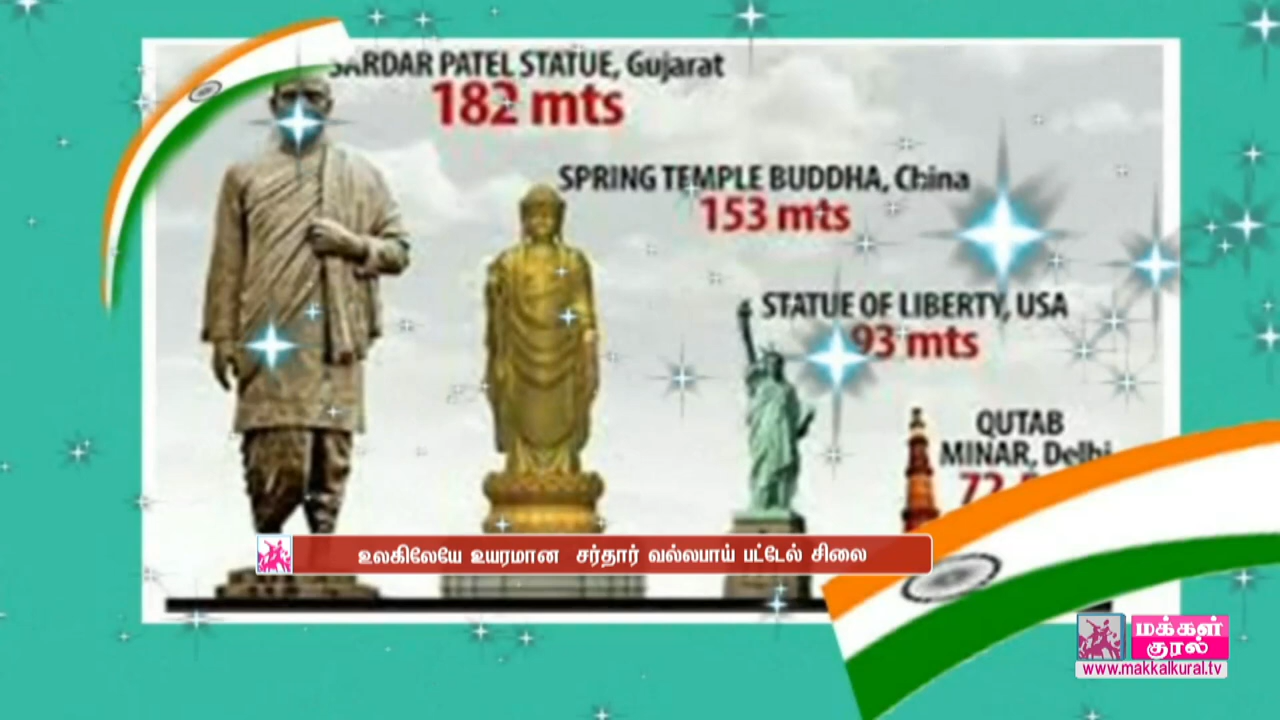 SARDAR PATEL STATUE, Gujarat
182 mts
SPRING TEMPLE BUDDHA, China
153 mts
STATUE OF LIBERTY, USA
93 mts
QUTAB
MINAR, Delhi
உலகிலேயே உயரமான சர்தார் வல்லபாய் பட்டேல் சிலை
மக்கள்
குரல்
www.makkalkural.tv